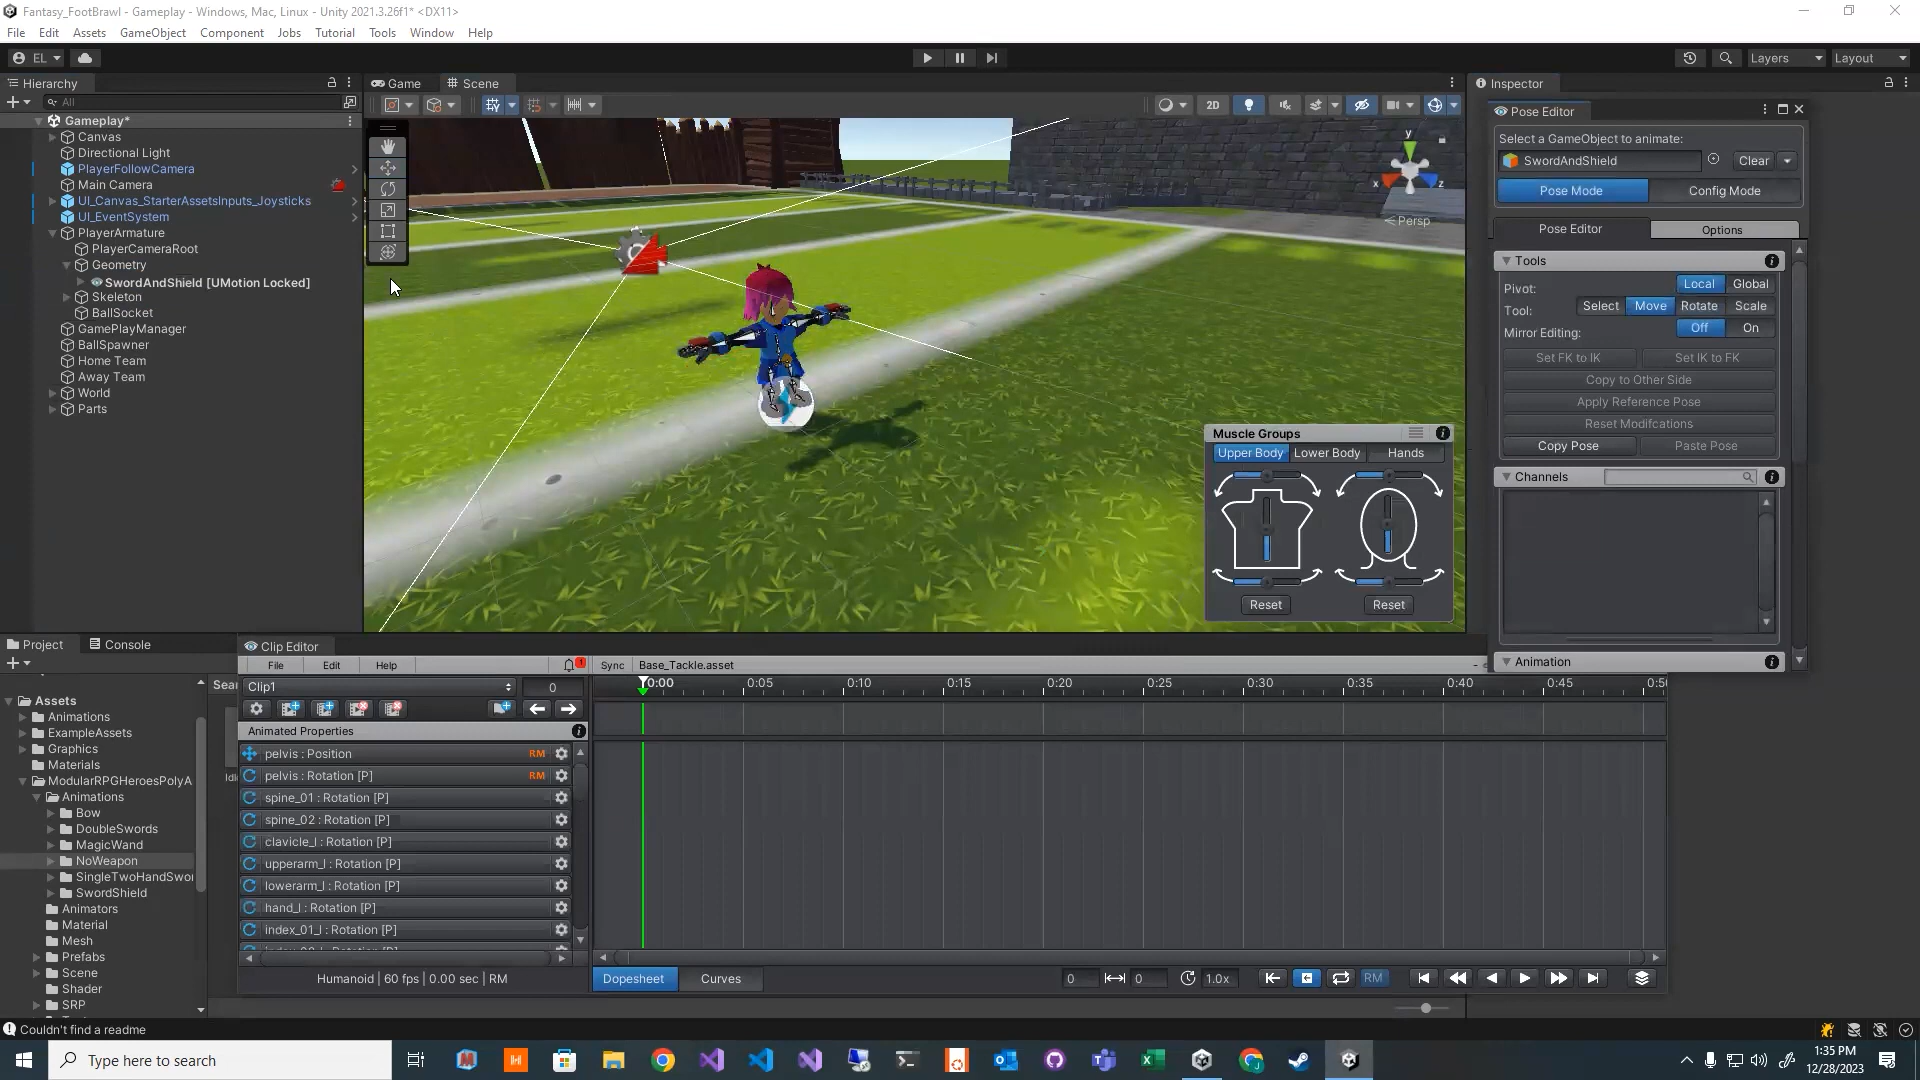 Fantasy_FootBrawl - Gameplay - Windows, Mac, Linux - Unity 2021.3.26f1* <DX11>
File Edit Assets GameObject Component Jobs Tutorial Tools Window Help
EL Layers Layout
Hierarchy
All
Gameplay*
Canvas
Directional Light
PlayerFollowCamera
Main Camera
UI_Canvas_StarterAssetsInputs_Joysticks
UI_EventSystem
PlayerArmature
PlayerCameraRoot
Geometry
SwordAndShield [UMotion Locked]
Skeleton
BallSocket
GamePlayManager
BallSpawner
Home Team
Away Team
World
Parts
Game Scene
2D
y
x z
Persp
Muscle Groups
Upper Body Lower Body Hands
Reset Reset
Inspector
Pose Editor
Select a GameObject to animate:
SwordAndShield Clear
Pose Mode Config Mode
Pose Editor Options
Tools
Pivot: Local Global
Tool: Select Move Rotate Scale
Mirror Editing: Off On
Set FK to IK Set IK to FK
Copy to Other Side
Apply Reference Pose
Reset Modifcations
Copy Pose Paste Pose
Channels
Animation
Project Console
Assets
Animations
ExampleAssets
Graphics
Materials
ModularRPGHeroesPolyA
Animations
Bow
DoubleSwords
MagicWand
NoWeapon
SingleTwoHandSwor
SwordShield
Animators
Material
Mesh
Prefabs
Scene
Shader
SRP
Sear
Clip Editor
File Edit Help 1 Sync Base_Tackle.asset
Clip1 0
0:00 0:05 0:10 0:15 0:20 0:25 0:30 0:35 0:40 0:45 0:50
Animated Properties
pelvis : Position RM
pelvis : Rotation [P] RM
spine_01 : Rotation [P]
spine_02 : Rotation [P]
clavicle_l : Rotation [P]
upperarm_l : Rotation [P]
lowerarm_l : Rotation [P]
hand_l : Rotation [P]
index_01_l : Rotation [P]
Humanoid | 60 fps | 0.00 sec | RM
Dopesheet Curves 0 0 1.0x RM
Couldn't find a readme
Type here to search
1:35 PM
12/28/2023